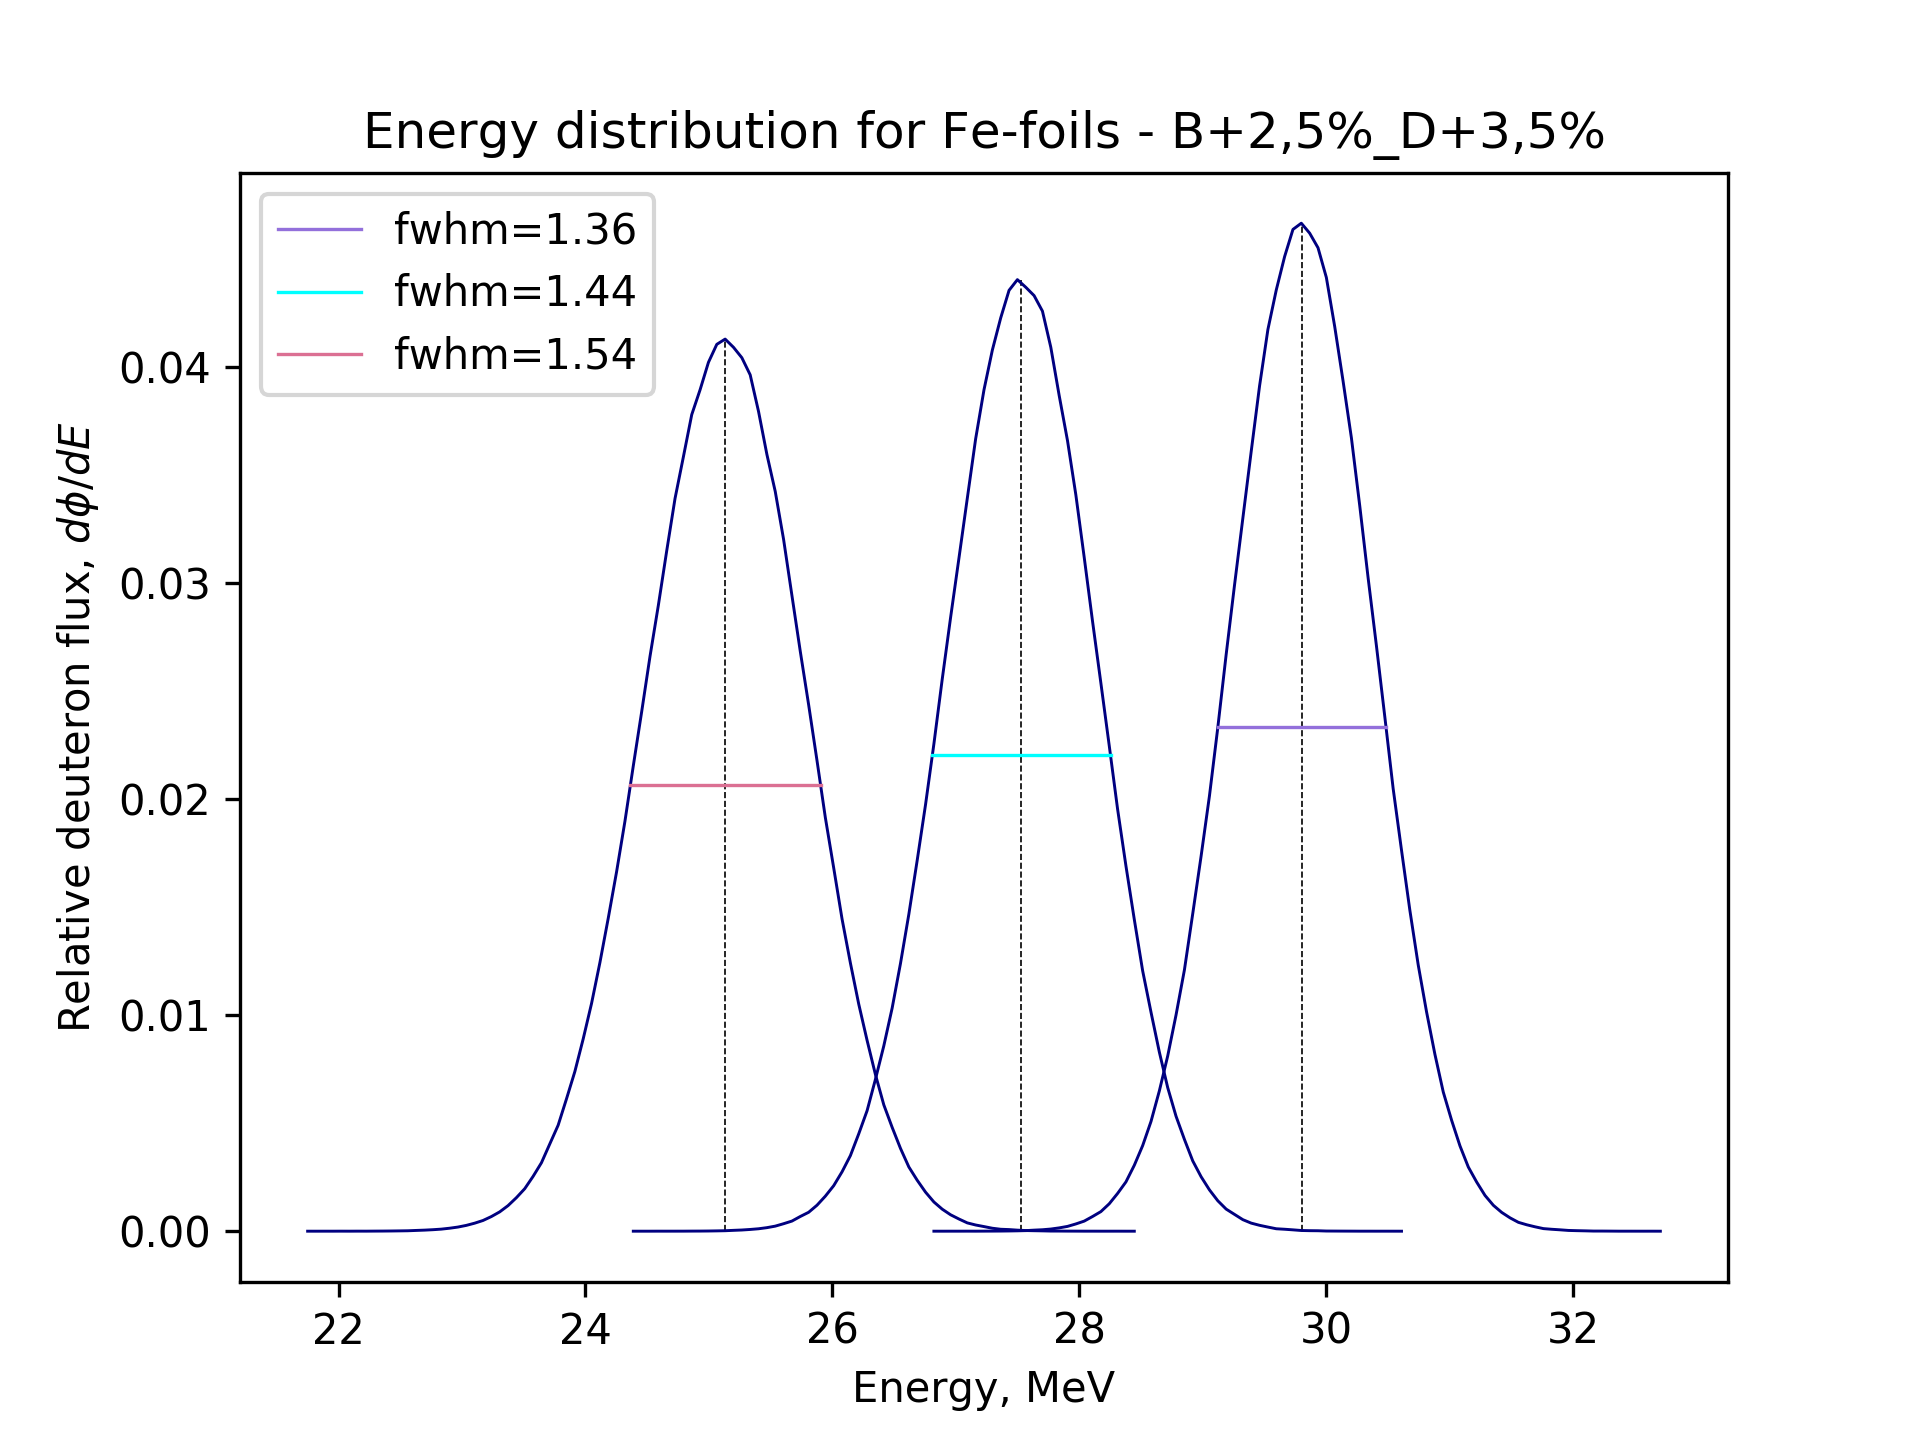 Energy distribution for Fe-foils - B+2,5%_D+3,5%
fwhm=1.36
fwhm=1.44
fwhm=1.54
Relative deuteron flux, dϕ/dE
0.04
0.03
0.02
0.01
0.00
22 24 26 28 30 32
Energy, MeV